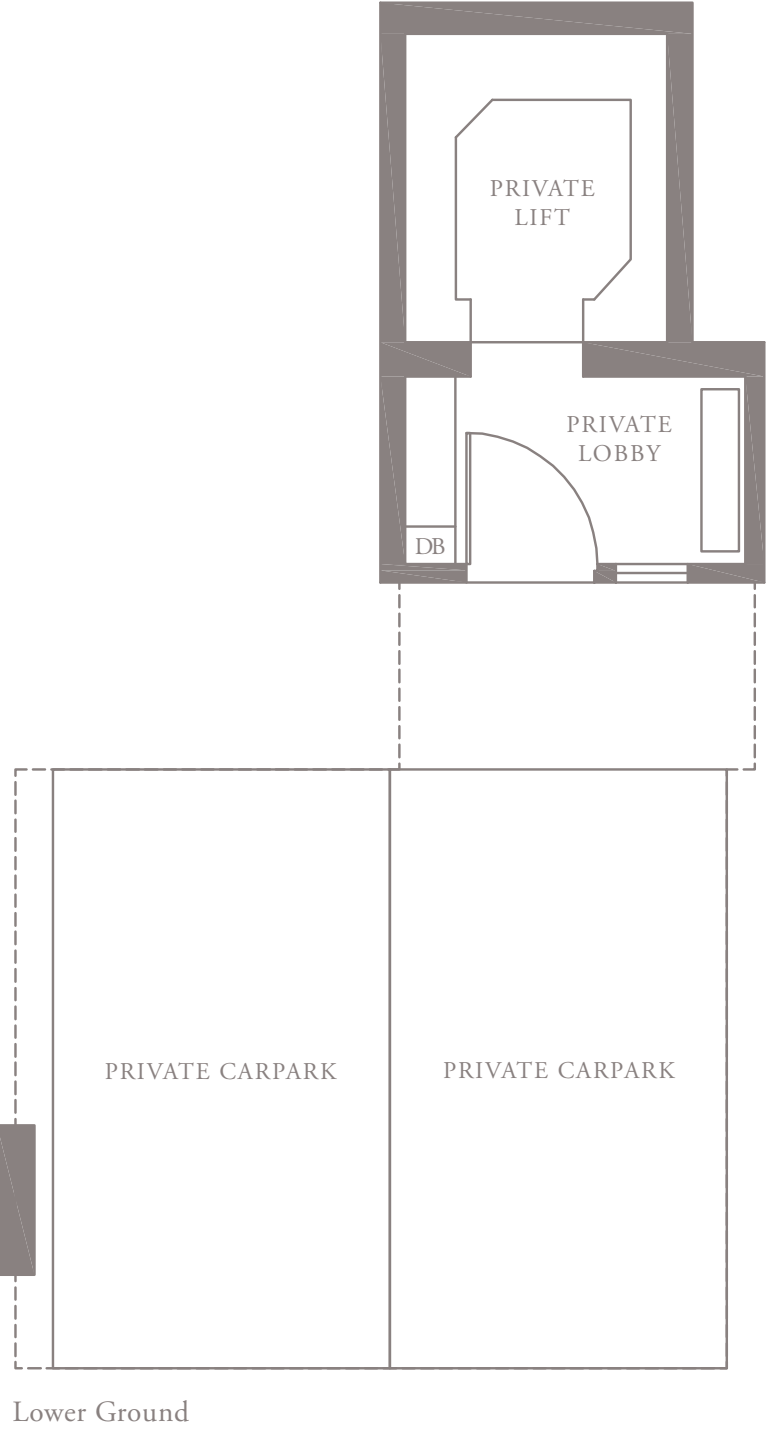 PRIVATE
LIFT
PRIVATE
LOBBY
DB
PRIVATE CARPARK
PRIVATE CARPARK
Lower Ground